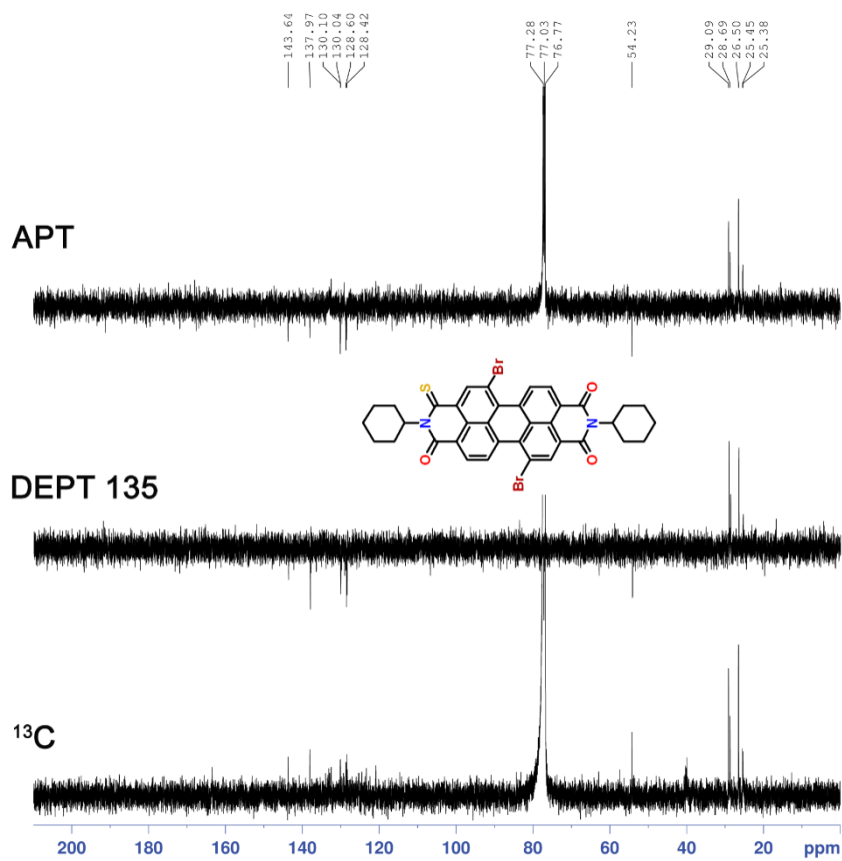 143.64
137.97
130.10
130.04
128.60
128.42
77.28
77.03
76.77
54.23
29.09
28.69
26.50
25.45
25.38
APT
Br
S
O
N
N
O
O
Br
DEPT 135
¹³C
200 180 160 140 120 100 80 60 40 20 ppm